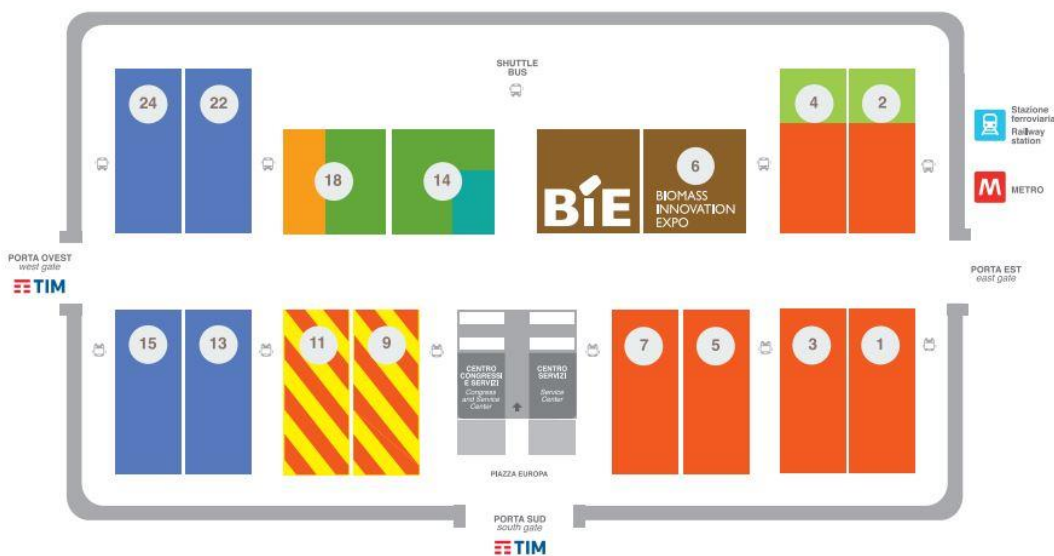 SHUTTLE
BUS
24
22
4
2
Stazione
ferroviaria
Railway
station
18
14
6
BIE
BIOMASS
INNOVATION
EXPO
M
METRO
PORTA OVEST
west gate
TIM
PORTA EST
east gate
15
13
11
9
CENTRO
CONGRESSI
E SERVIZI
Congress
and Service
Center
CENTRO
SERVIZI
Service
Center
7
5
3
1
PIAZZA EUROPA
PORTA SUD
south gate
TIM